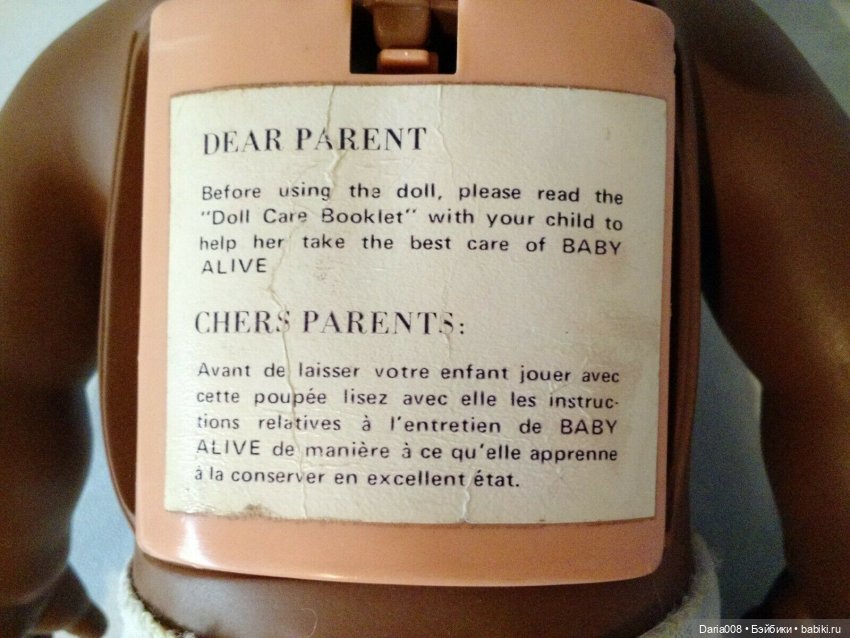 DEAR PARENT
Before using the doll, please read the
"Doll Care Booklet" with your child to
help her take the best care of BABY
ALIVE
CHERS PARENTS:
Avant de laisser votre enfant jouer avec
cette poupée lisez avec elle les instruc-
tions relatives à l'entretien de BABY
ALIVE de manière à ce qu'elle apprenne
à la conserver en excellent état.
Daria008 • Бэйбики • babiki.ru